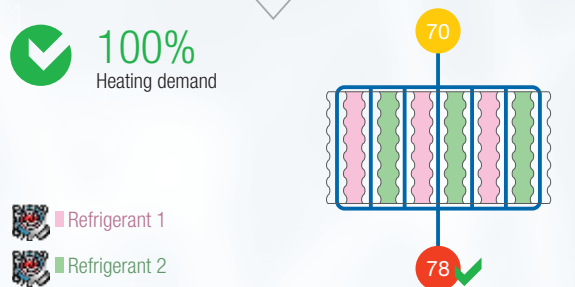 100%
Heating demand
70
Refrigerant 1
Refrigerant 2
78